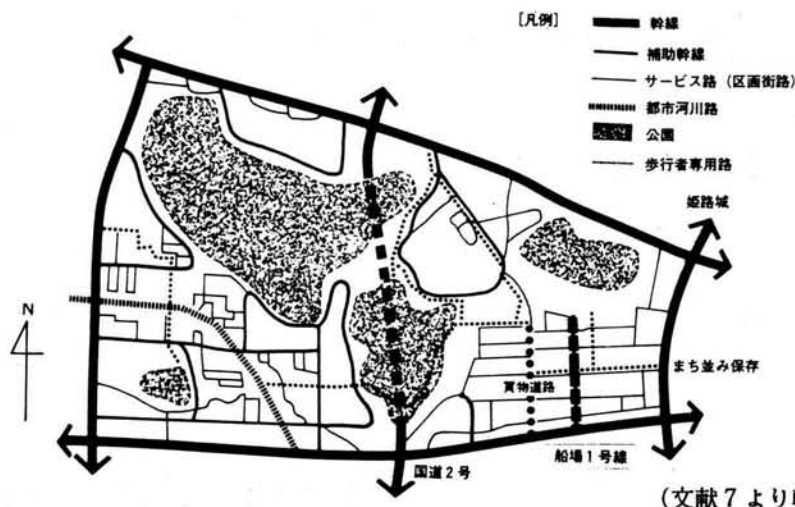 [凡例]
幹線
補助幹線
サービス路 (区画街路)
都市河川路
公園
歩行者専用路
姫路城
N
まち並み保存
買物道路
船場1号線
国道2号
(文献7より